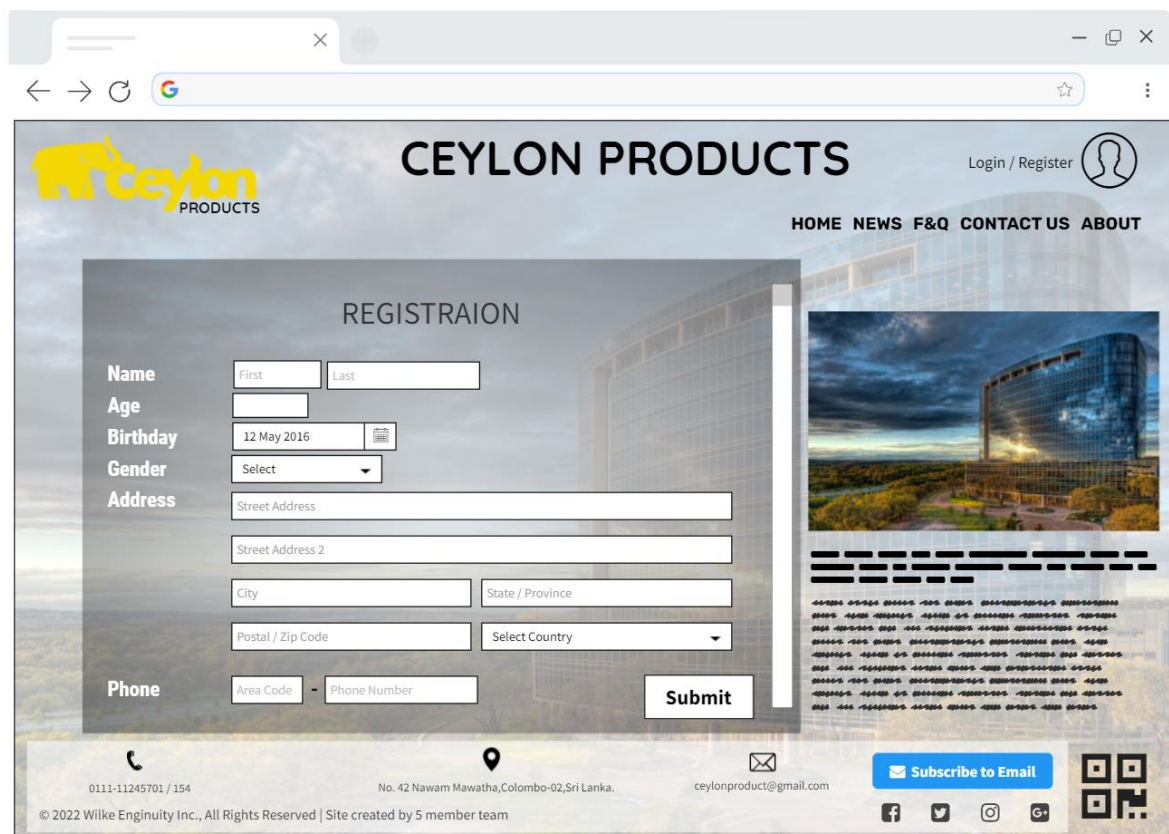 CEYLON PRODUCTS
Login / Register
ceylon
PRODUCTS
HOME NEWS F&Q CONTACT US ABOUT
REGISTRAION
Name First Last
Age
Birthday 12 May 2016
Gender Select
Address Street Address
Street Address 2
City State / Province
Postal / Zip Code Select Country
Phone Area Code - Phone Number
Submit
0111-11245701 / 154
No. 42 Nawam Mawatha,Colombo-02,Sri Lanka.
ceylonproduct@gmail.com
Subscribe to Email
© 2022 Wilke Enginuity Inc., All Rights Reserved | Site created by 5 member team